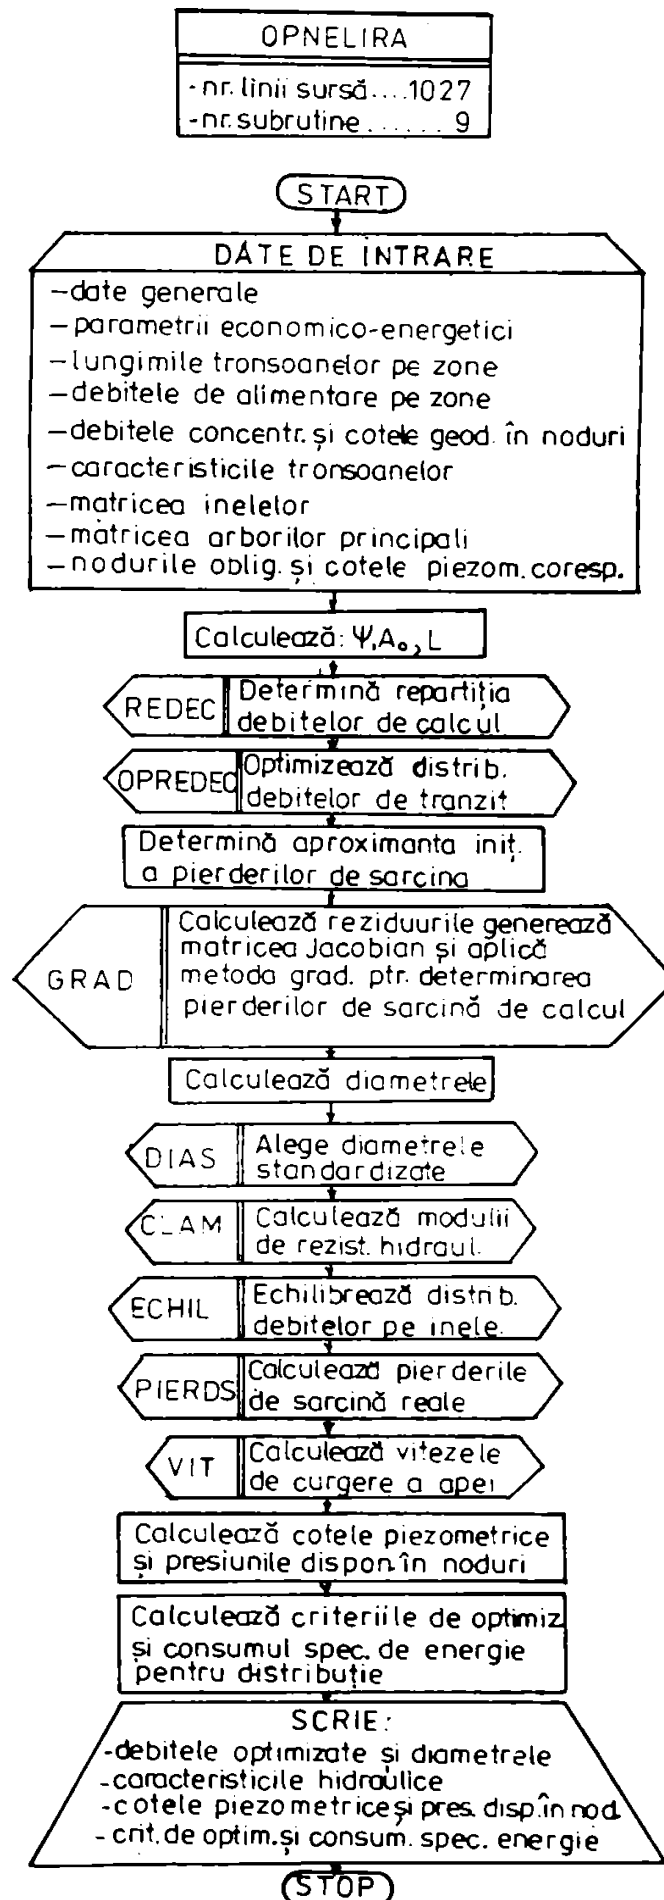 OPNELIRA
-nr. linii sursă....1027
-nr. subrutine....... 9
START
DATE DE INTRARE
-date generale
-parametrii economico-energetici
-lungimile tronsoanelor pe zone
-debitele de alimentare pe zone
-debitele concentr. și cotele geod. în noduri
-caracteristicile tronsoanelor
-matricea inelelor
-matricea arborilor principali
-nodurile oblig. și cotele piezom. coresp.
Calculează: Ψ, A₀, L
REDEC
Determină repartiția
debitelor de calcul
OPREDEC
Optimizează distrib.
debitelor de tranzit
Determină aproximanta iniț.
a pierderilor de sarcina
GRAD
Calculează reziduurile generează
matricea Jacobian și aplică
metoda grad. ptr. determinarea
pierderilor de sarcină de calcul
Calculează diametrele
DIAS
Alege diametrele
standardizate
CLAM
Calculează modulii
de rezist. hidraul.
ECHIL
Echilibrează distrib.
debitelor pe inele.
PIERDS
Calculează pierderile
de sarcină reale
VIT
Calculează vitezele
de curgere a apei
Calculează cotele piezometrice
și presiunile dispon. în noduri
Calculează criteriile de optimiz.
și consumul spec. de energie
pentru distribuție
SCRIE:
-debitele optimizate și diametrele
-caracteristicile hidraulice
-cotele piezometrice și pres. disp. în nod.
-crit. de optim. și consum. spec. energie
STOP